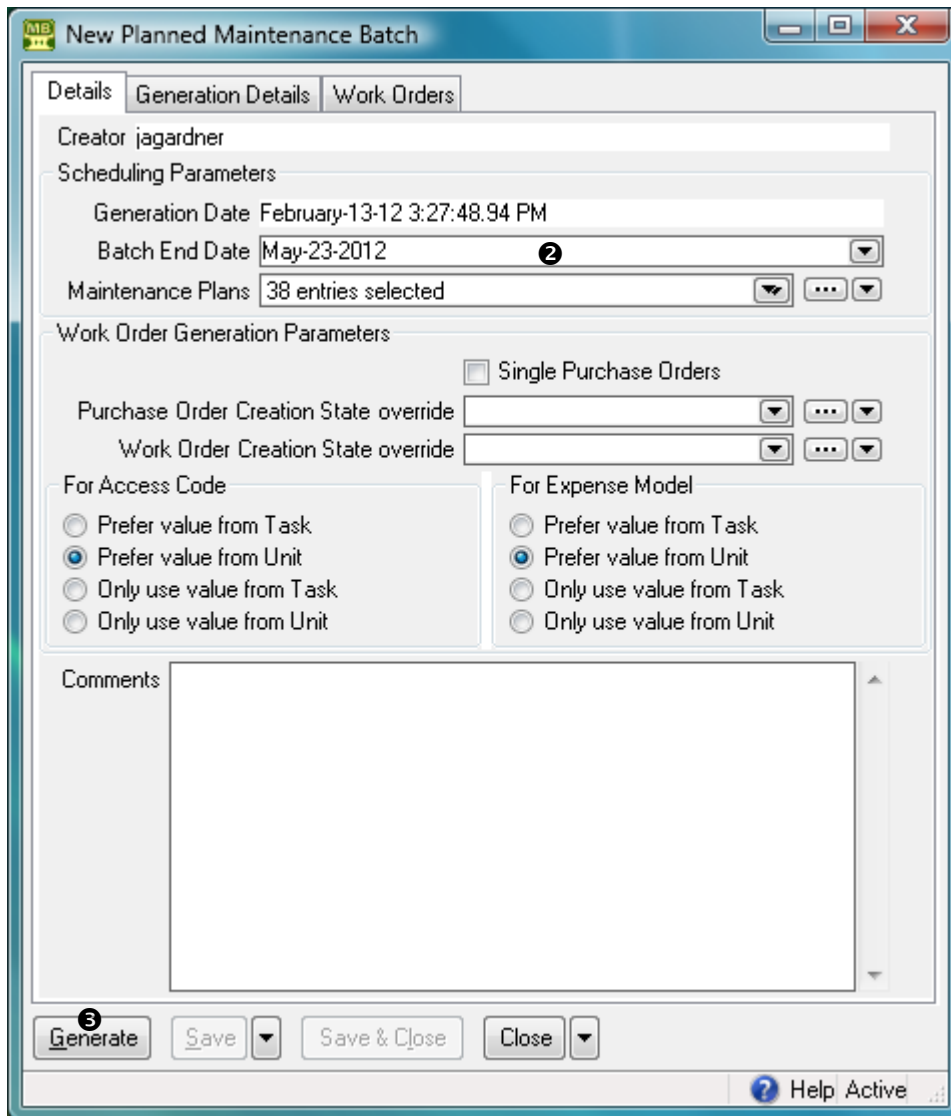 MB
New Planned Maintenance Batch
Details Generation Details Work Orders
Creator jagardner
Scheduling Parameters
Generation Date February-13-12 3:27:48.94 PM
Batch End Date May-23-2012 ❷
Maintenance Plans 38 entries selected
Work Order Generation Parameters
Single Purchase Orders
Purchase Order Creation State override
Work Order Creation State override
For Access Code For Expense Model
Prefer value from Task Prefer value from Task
Prefer value from Unit Prefer value from Unit
Only use value from Task Only use value from Task
Only use value from Unit Only use value from Unit
Comments
❸
Generate Save Save & Close Close
Help Active